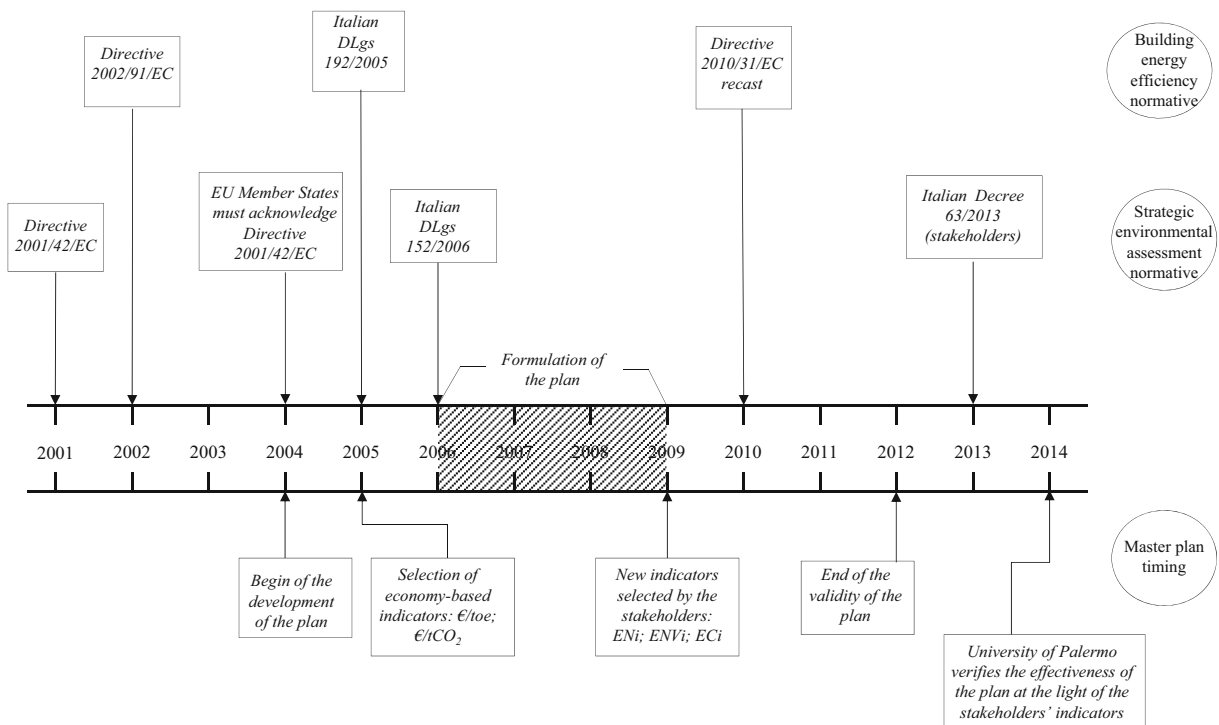 Directive
2002/91/EC
Italian
DLgs
192/2005
Directive
2010/31/EC
recast
Building
energy
efficiency
normative
Directive
2001/42/EC
EU Member States
must acknowledge
Directive
2001/42/EC
Italian
DLgs
152/2006
Italian Decree
63/2013
(stakeholders)
Strategic
environmental
assessment
normative
Formulation of
the plan
2001 2002 2003 2004 2005 2006 2007 2008 2009 2010 2011 2012 2013 2014
Begin of the
development
of the plan
Selection of
economy-based
indicators: €/toe;
€/tCO2
New indicators
selected by the
stakeholders:
ENi; ENVi; ECi
End of the
validity of the
plan
Master plan
timing
University of Palermo
verifies the effectiveness of
the plan at the light of the
stakeholders' indicators